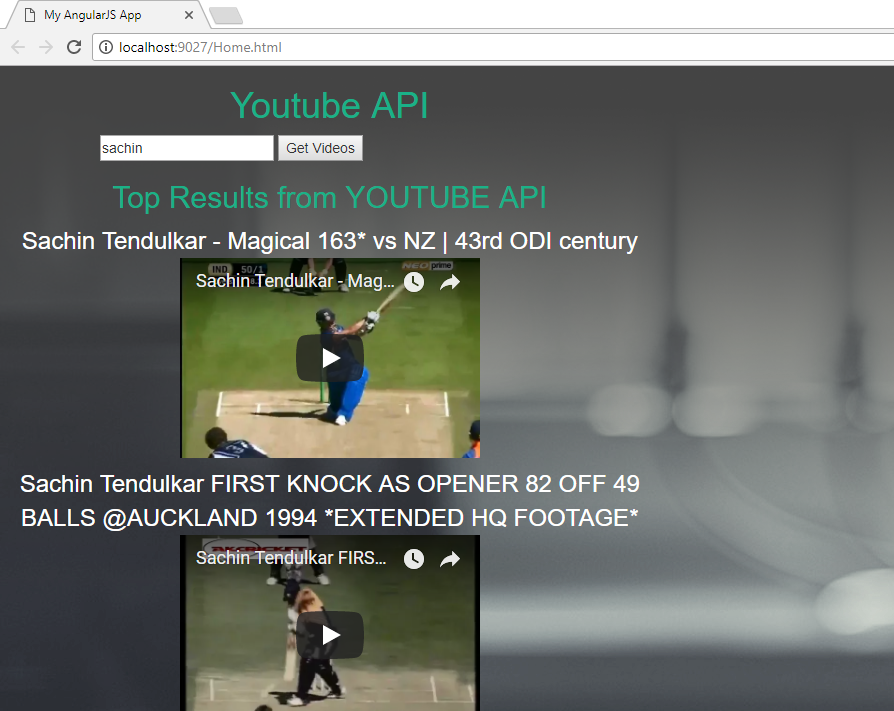 My AngularJS App
localhost:9027/Home.html
Youtube API
sachin
Get Videos
Top Results from YOUTUBE API
Sachin Tendulkar - Magical 163* vs NZ | 43rd ODI century
IND 50/1
prime
Sachin Tendulkar - Mag...
Sachin Tendulkar FIRST KNOCK AS OPENER 82 OFF 49
BALLS @AUCKLAND 1994 *EXTENDED HQ FOOTAGE*
Sachin Tendulkar FIRS...